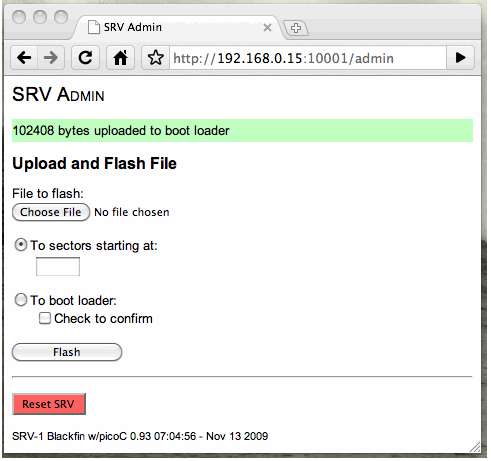 SRV Admin
http://192.168.0.15:10001/admin
SRV ADMIN
102408 bytes uploaded to boot loader
Upload and Flash File
File to flash:
Choose File No file chosen
To sectors starting at:
To boot loader:
Check to confirm
Flash
Reset SRV
SRV-1 Blackfin w/picoC 0.93 07:04:56 - Nov 13 2009